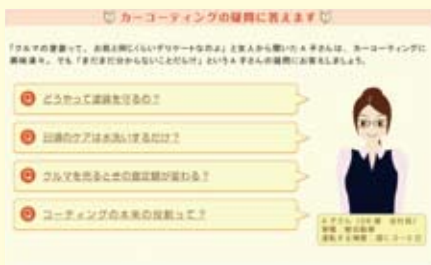 カーコーティングの疑問に答えます
「クルマの塗装って、お肌と同じくらいデリケートなのよ」と友人から聞いたA子さんは、カーコーティングに
興味津々。でも「まだまだ分からないことだらけ」というA子さんの疑問にお答えしましょう。
Q どうやって塗装を守るの?
Q 日頃のケアは水洗いするだけ?
Q クルマを売るときの査定額が変わる?
Q コーティングの本来の役割って?
A子さん